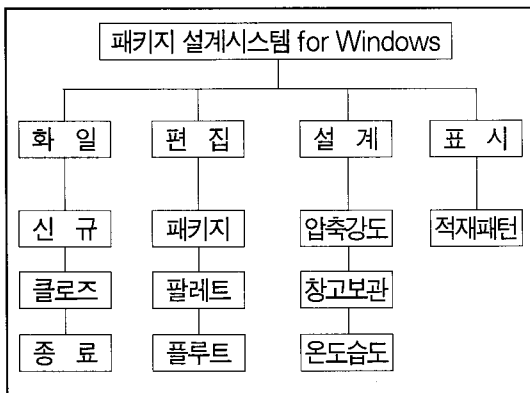 패키지 설계시스템 for Windows
화 일 편 집 설 계 표 시
신 규 패키지 압축강도 적재패턴
클로즈 팔레트 창고보관
종 료 플루트 온도습도